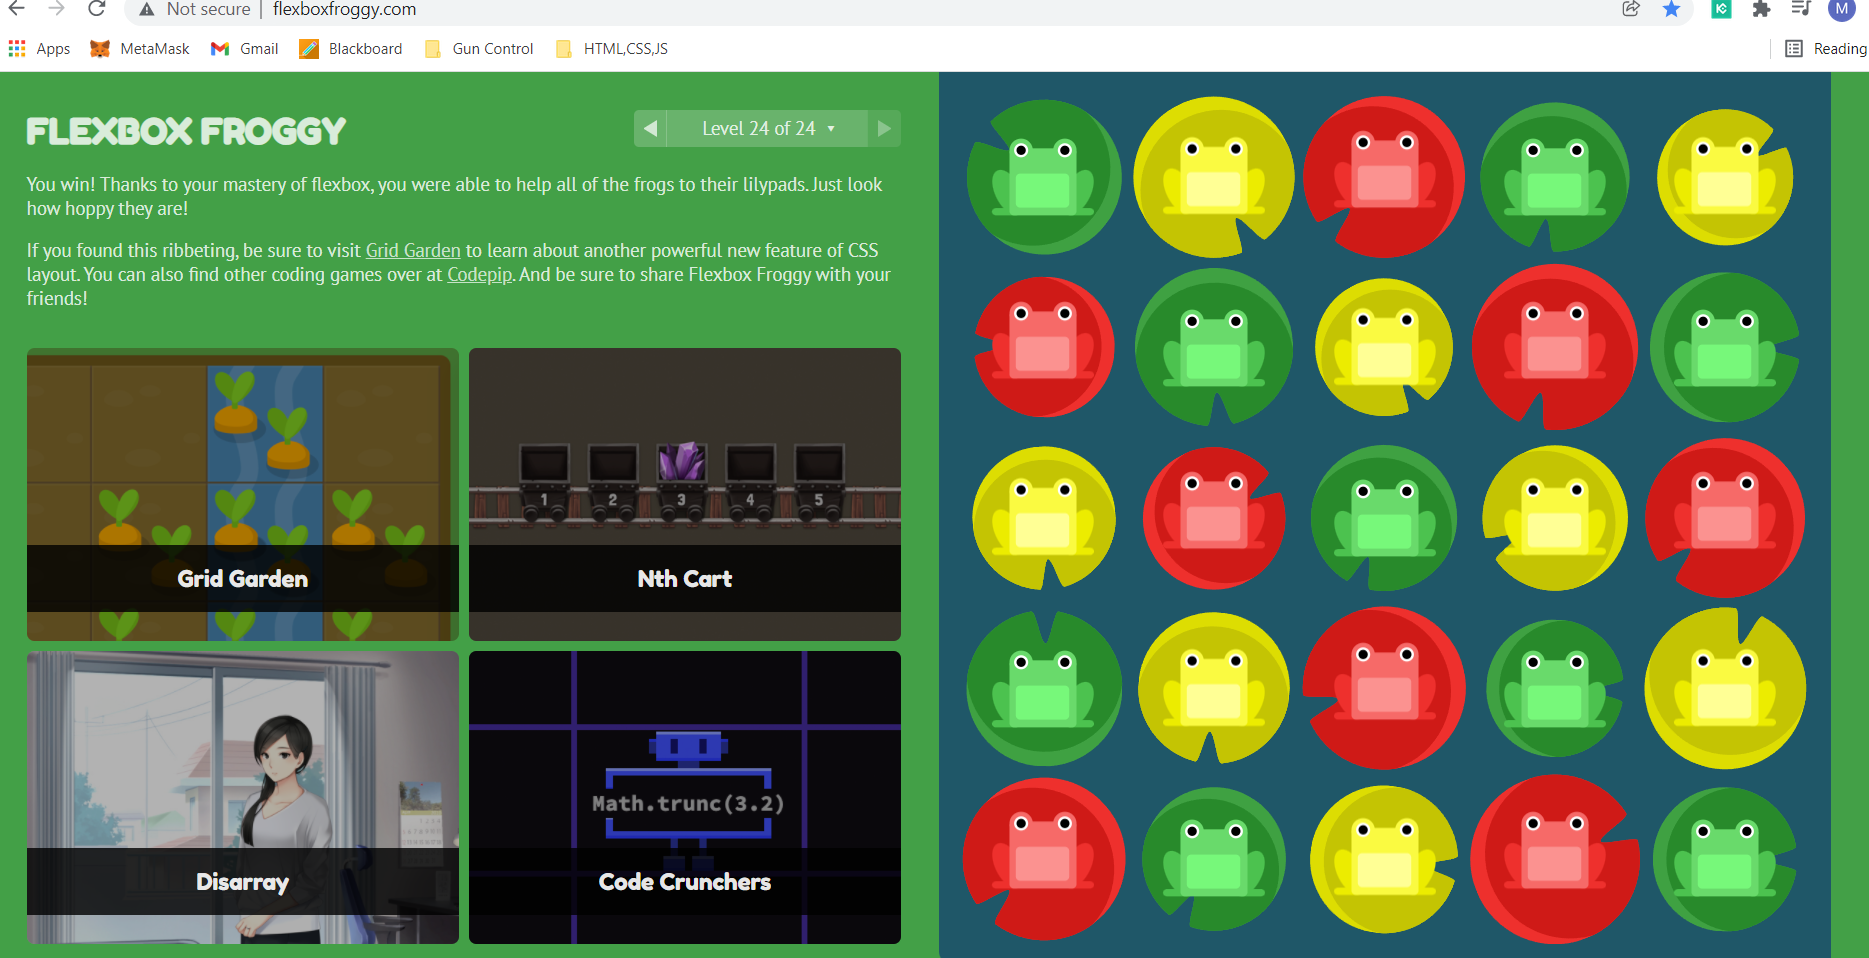 Not secure | flexboxfroggy.com
M
Apps MetaMask Gmail Blackboard Gun Control HTML,CSS,JS Reading
FLEXBOX FROGGY
Level 24 of 24
You win! Thanks to your mastery of flexbox, you were able to help all of the frogs to their lilypads. Just look
how hoppy they are!
If you found this ribbeting, be sure to visit Grid Garden to learn about another powerful new feature of CSS
layout. You can also find other coding games over at Codepip. And be sure to share Flexbox Froggy with your
friends!
1 2 3 4 5
Grid Garden
Nth Cart
Math.trunc(3.2)
Disarray
Code Crunchers